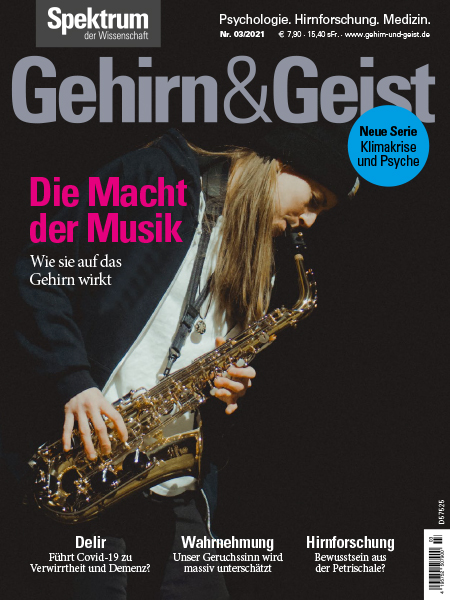 Spektrum
der Wissenschaft
Psychologie. Hirnforschung. Medizin.
Nr. 03/2021 € 7,90 · 15,40 sFr. · www.gehirn-und-geist.de
Gehirn&Geist
Neue Serie
Klimakrise
und Psyche
Die Macht
der Musik
Wie sie auf das
Gehirn wirkt
Delir
Führt Covid-19 zu
Verwirrtheit und Demenz?
Wahrnehmung
Unser Geruchssinn wird
massiv unterschätzt
Hirnforschung
Bewusstsein aus
der Petrischale?
D57525